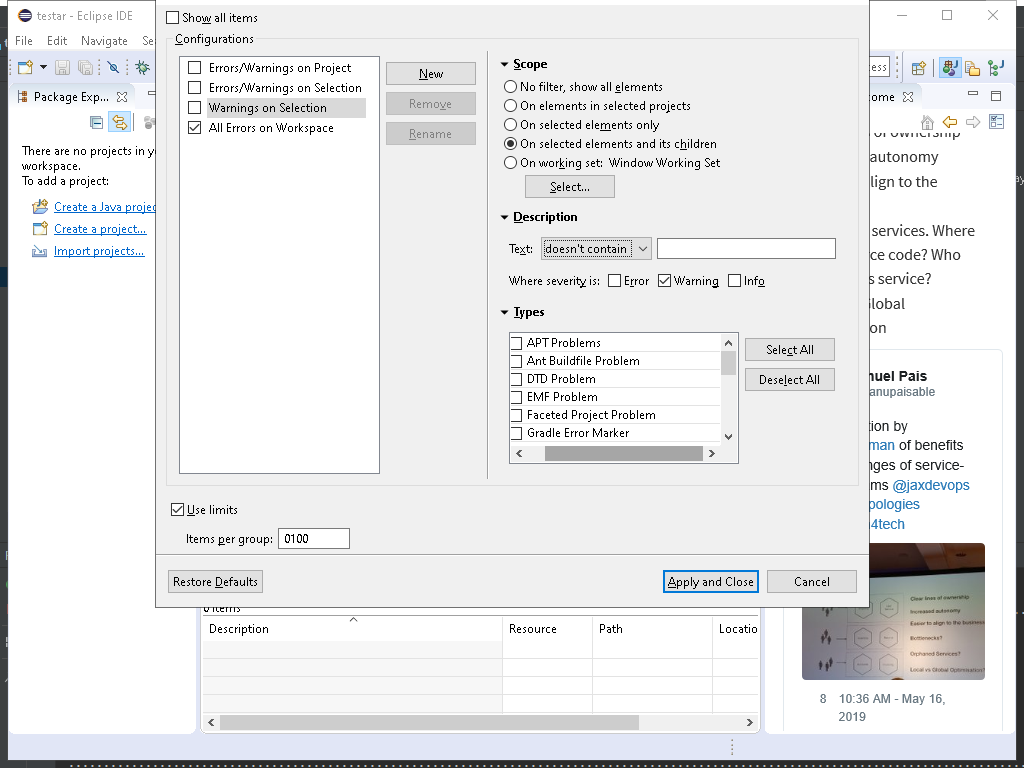 testar - Eclipse IDE
File Edit Navigate Se
Package Exp...
There are no projects in y
workspace.
To add a project:
Create a Java projec
Create a project...
Import projects...
Show all items
Configurations
Errors/Warnings on Project
Errors/Warnings on Selection
Warnings on Selection
All Errors on Workspace
New
Remove
Rename
Scope
No filter, show all elements
On elements in selected projects
On selected elements only
On selected elements and its children
On working set: Window Working Set
Select...
Description
Text: doesn't contain
Where severity is: Error Warning Info
Types
APT Problems
Ant Buildfile Problem
DTD Problem
EMF Problem
Faceted Project Problem
Gradle Error Marker
Select All
Deselect All
Use limits
Items per group: 0100
Restore Defaults
Apply and Close
Cancel
0 items
Description Resource Path Locatio
ess
ome
of ownership
autonomy
lign to the
services. Where
ce code? Who
s service?
lobal
on
nuel Pais
anupaisable
tion by
man of benefits
nges of service-
ms @jaxdevops
pologies
4tech
Clear lines of ownership
Increased autonomy
Easier to align to the business
Bottlenecks?
Orphaned Services?
Local vs Global Optimisation?
8 10:36 AM - May 16,
2019